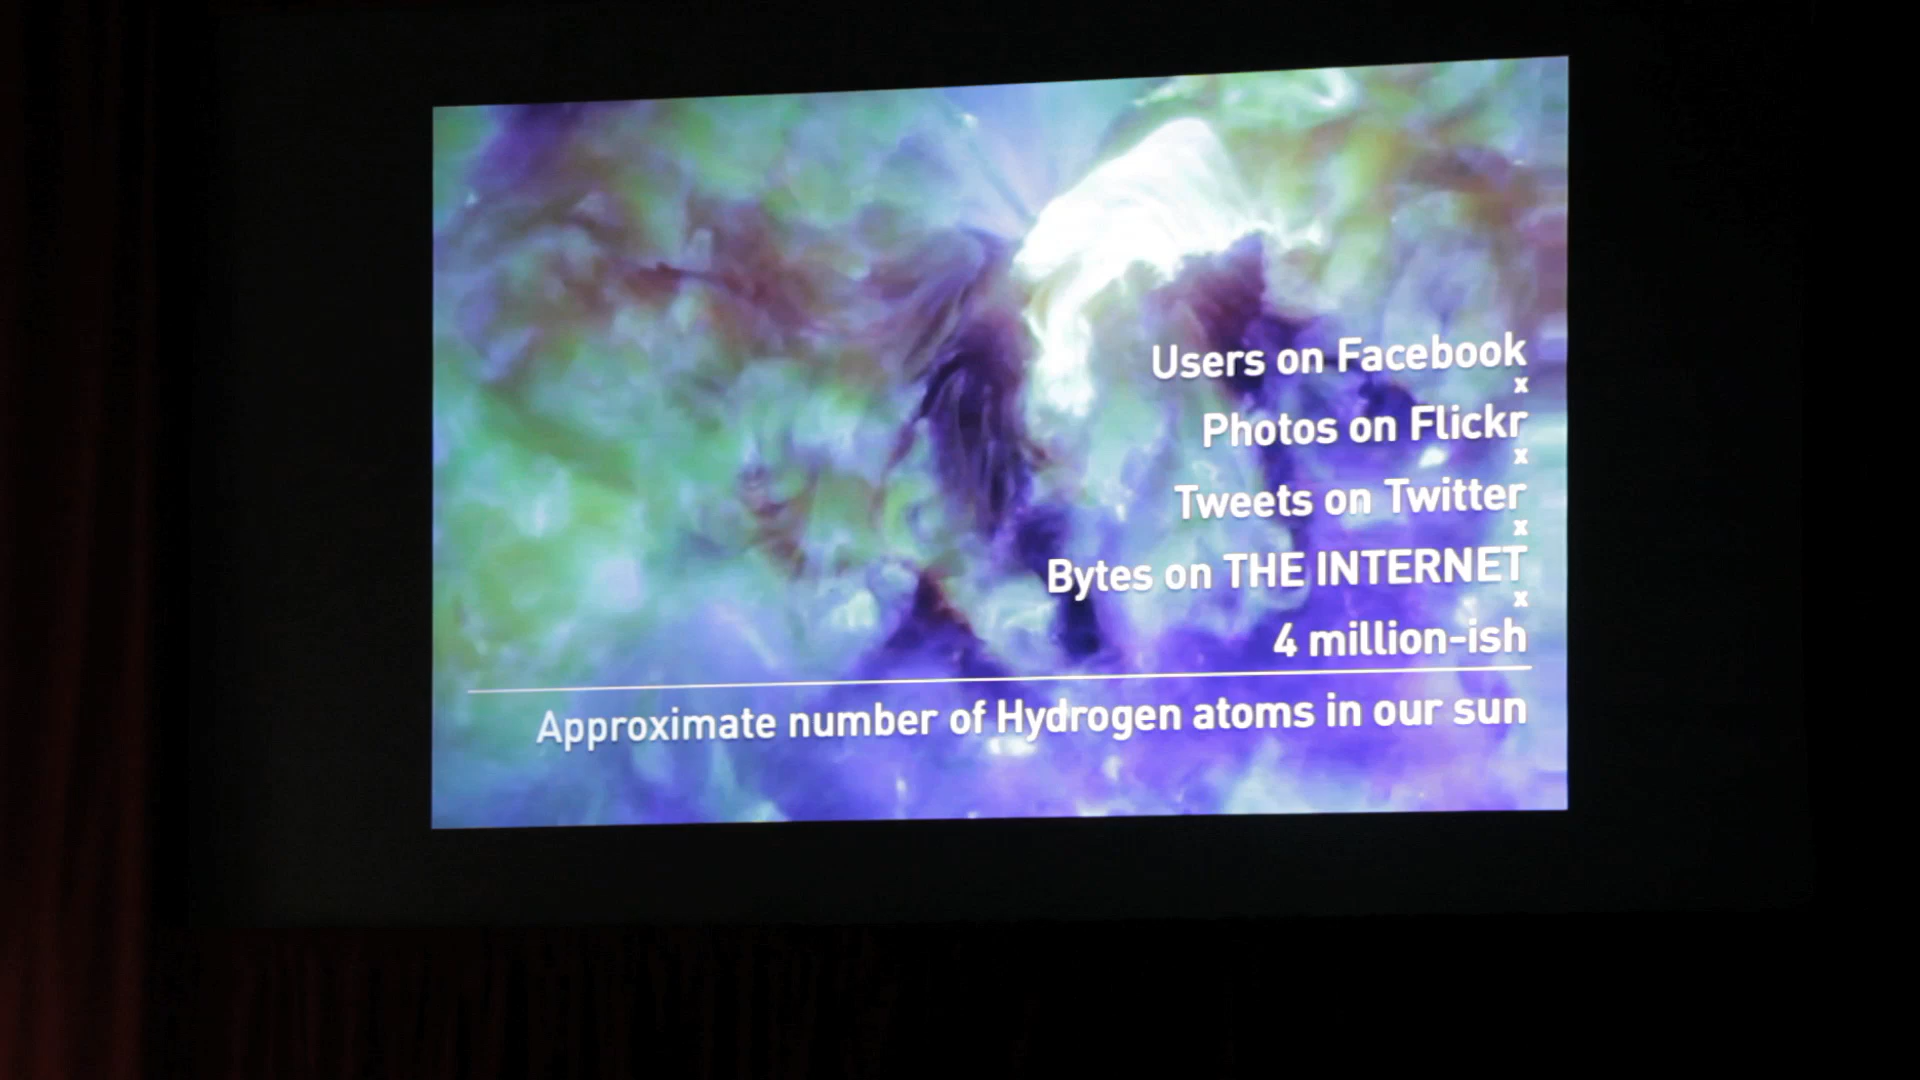 Users on Facebook
x
Photos on Flickr
x
Tweets on Twitter
x
Bytes on THE INTERNET
x
4 million-ish
Approximate number of Hydrogen atoms in our sun